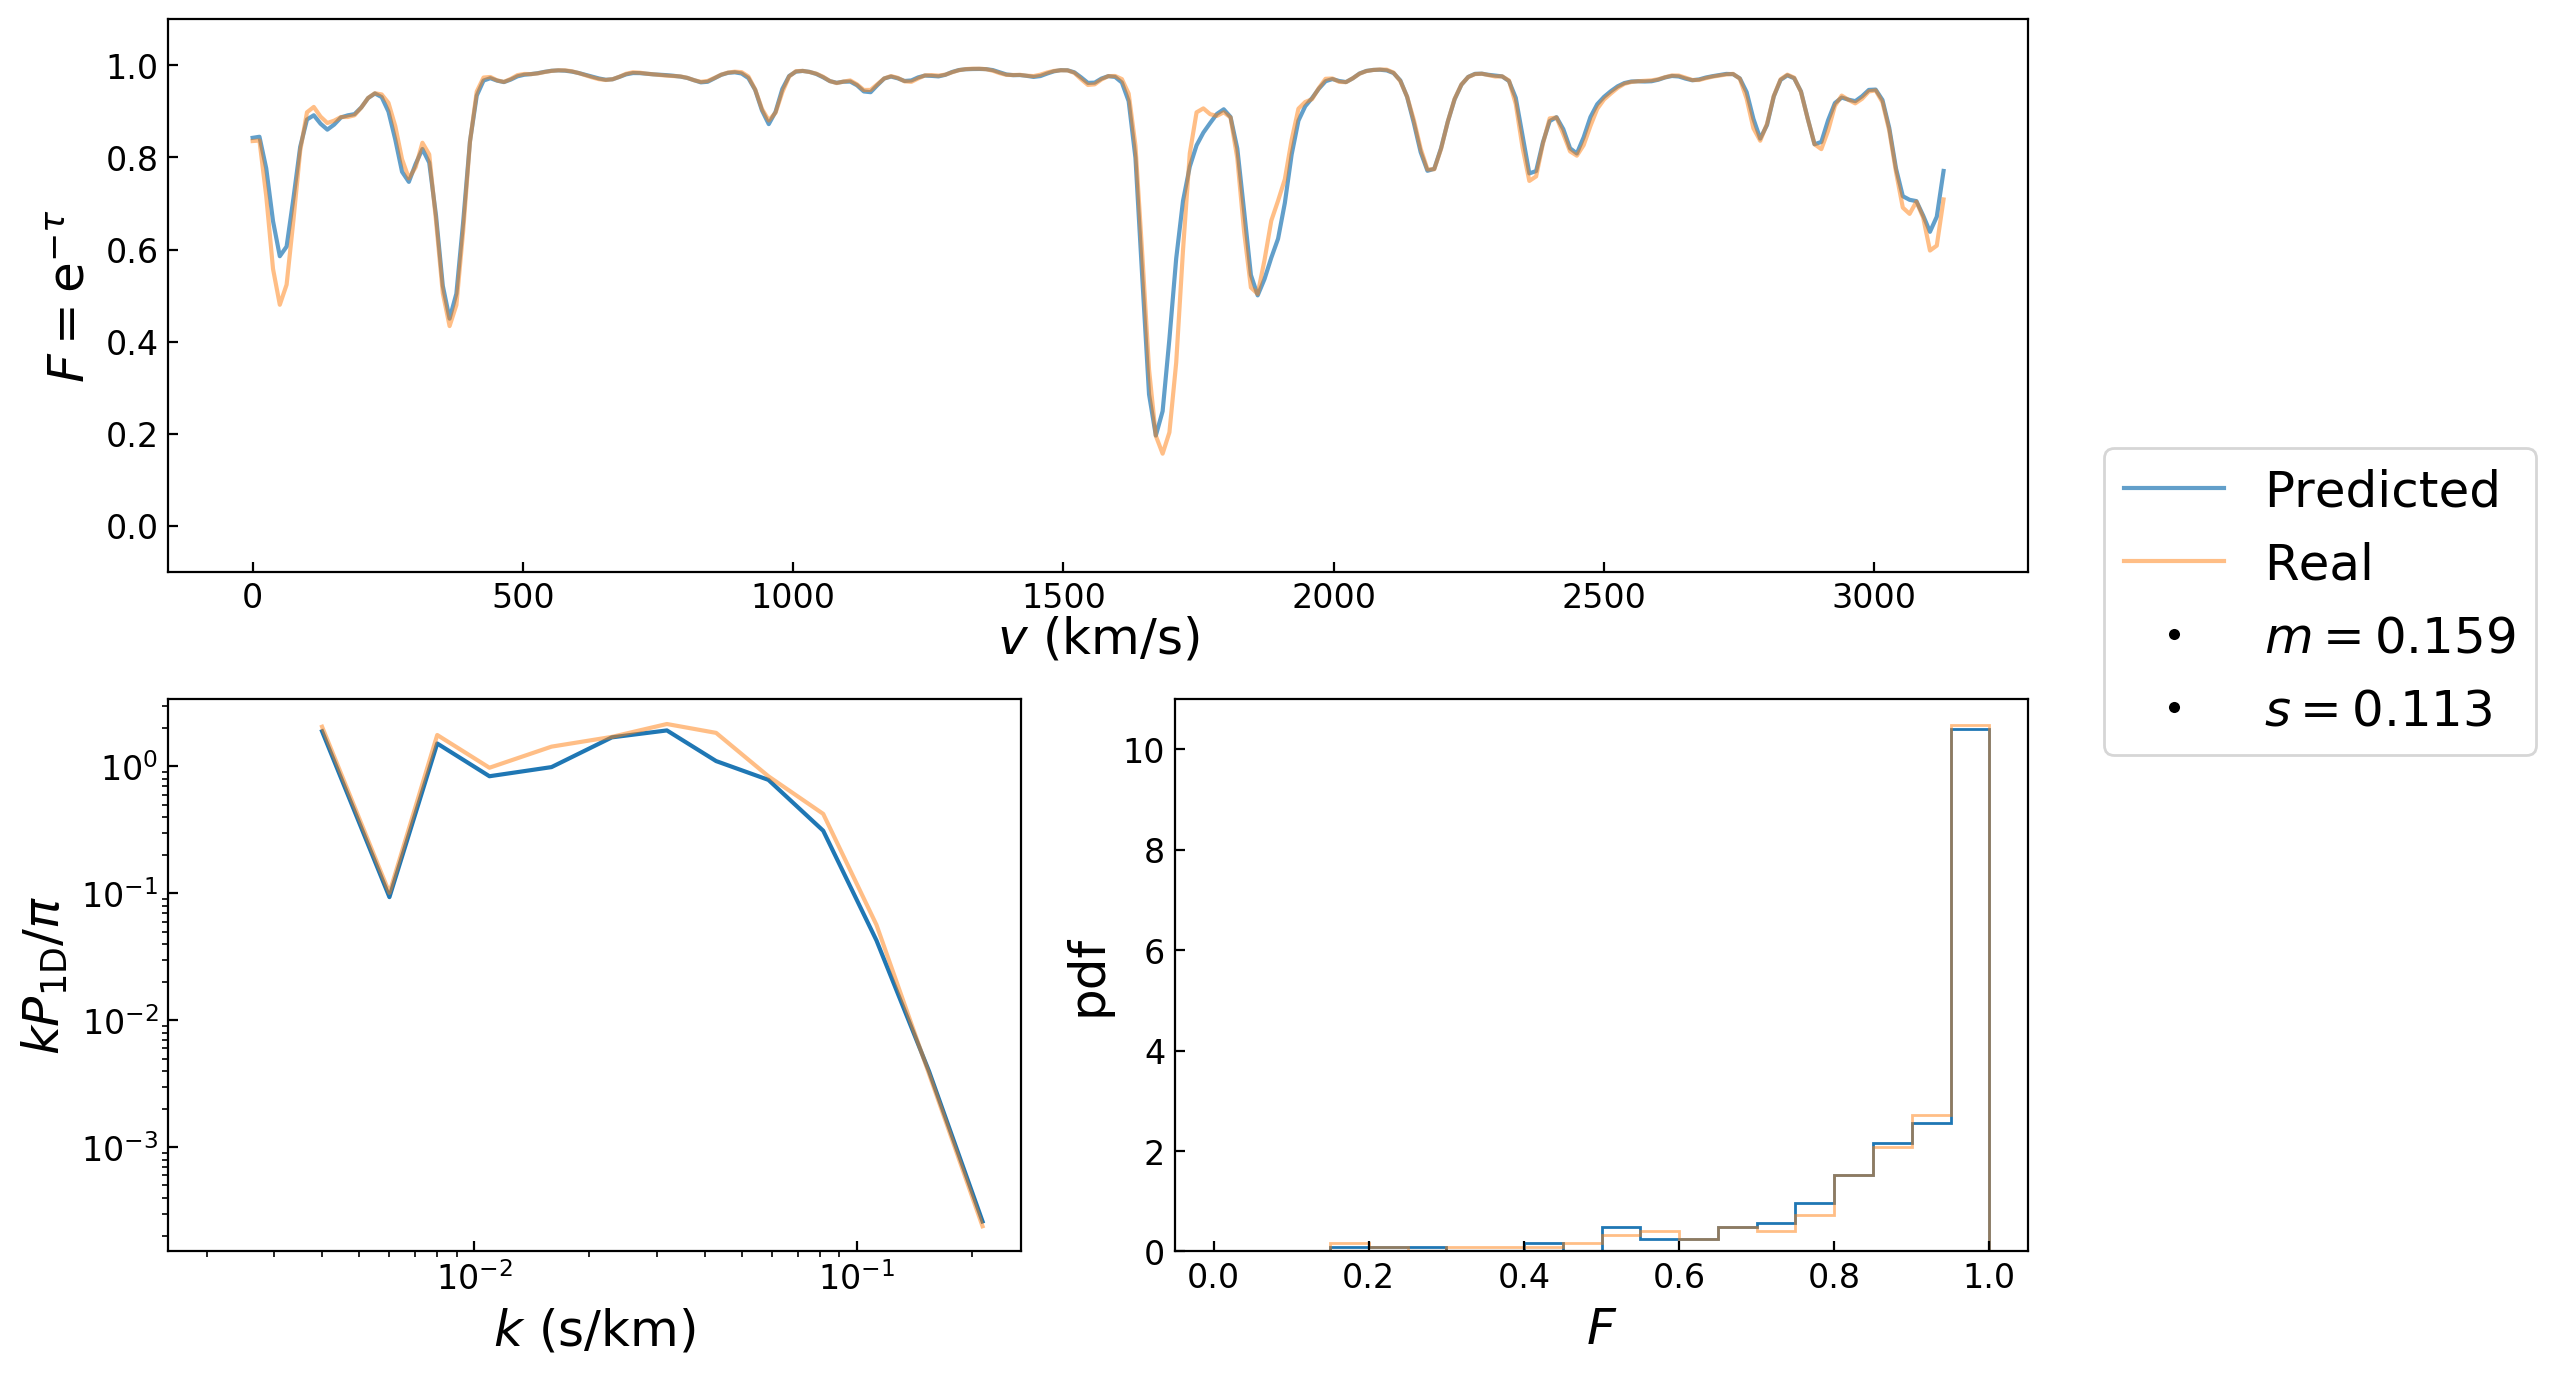 1.0
0.8
0.6
0.4
0.2
0.0
F = e^{−τ}
0 500 1000 1500 2000 2500 3000
v (km/s)
Predicted
Real
m = 0.159
s = 0.113
10^0
10^{−1}
10^{−2}
10^{−3}
kP_{1D}/π
10^{−2} 10^{−1}
k (s/km)
10
8
6
4
2
0
pdf
0.0 0.2 0.4 0.6 0.8 1.0
F